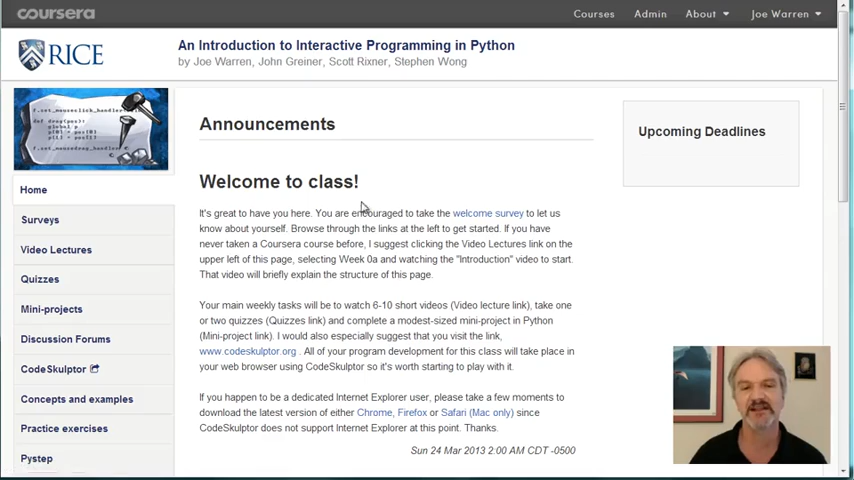 coursera
Courses Admin About Joe Warren
RICE
An Introduction to Interactive Programming in Python
by Joe Warren, John Greiner, Scott Rixner, Stephen Wong
Announcements
Upcoming Deadlines
Welcome to class!
It's great to have you here. You are encouraged to take the welcome survey to let us
know about yourself. Browse through the links at the left to get started. If you have
never taken a Coursera course before, I suggest clicking the Video Lectures link on the
upper left of this page, selecting Week 0a and watching the "Introduction" video to start.
That video will briefly explain the structure of this page.
Your main weekly tasks will be to watch 6-10 short videos (Video lecture link), take one
or two quizzes (Quizzes link) and complete a modest-sized mini-project in Python
(Mini-project link). I would also especially suggest that you visit the link,
www.codeskulptor.org . All of your program development for this class will take place in
your web browser using CodeSkulptor so it's worth starting to play with it.
If you happen to be a dedicated Internet Explorer user, please take a few moments to
download the latest version of either Chrome, Firefox or Safari (Mac only) since
CodeSkulptor does not support Internet Explorer at this point. Thanks.
Sun 24 Mar 2013 2:00 AM CDT -0500
Home
Surveys
Video Lectures
Quizzes
Mini-projects
Discussion Forums
CodeSkulptor
Concepts and examples
Practice exercises
Pystep